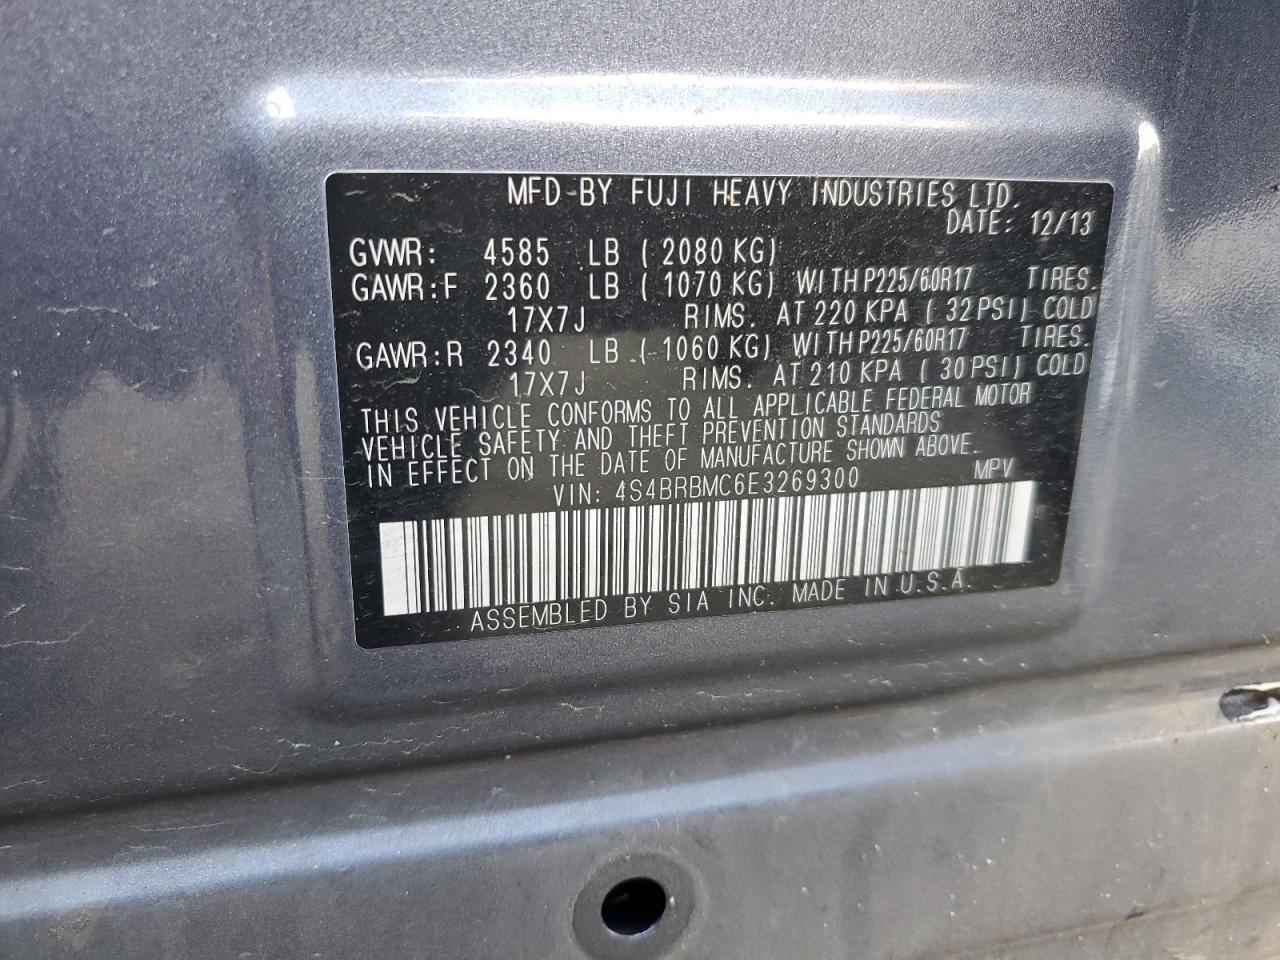 MFD-BY FUJI HEAVY INDUSTRIES LTD.
DATE: 12/13
GVWR: 4585 LB ( 2080 KG)
GAWR:F 2360 LB ( 1070 KG) WITH P225/60R17 TIRES.
17X7J RIMS. AT 220 KPA ( 32 PSI) COLD
GAWR:R 2340 LB ( 1060 KG) WITH P225/60R17 TIRES.
17X7J RIMS. AT 210 KPA ( 30 PSI) COLD
THIS VEHICLE CONFORMS TO ALL APPLICABLE FEDERAL MOTOR
VEHICLE SAFETY AND THEFT PREVENTION STANDARDS
IN EFFECT ON THE DATE OF MANUFACTURE SHOWN ABOVE.
VIN: 4S4BRBMC6E3269300 MPV
ASSEMBLED BY SIA INC. MADE IN U.S.A.